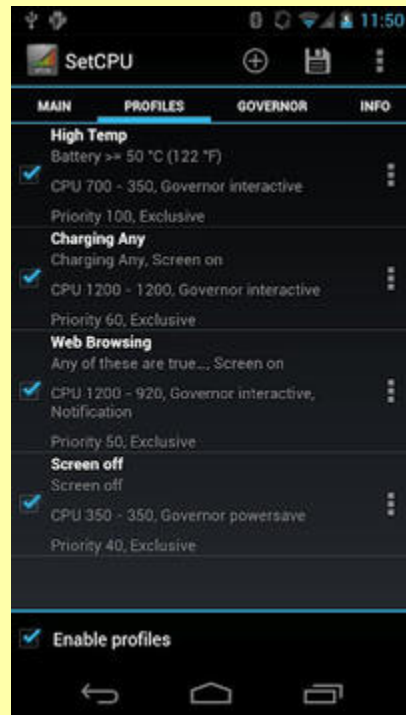 11:50
SetCPU
MAIN PROFILES GOVERNOR INFO
High Temp
Battery >= 50 °C (122 °F)
CPU 700 - 350, Governor interactive
Priority 100, Exclusive
Charging Any
Charging Any, Screen on
CPU 1200 - 1200, Governor interactive
Priority 60, Exclusive
Web Browsing
Any of these are true..., Screen on
CPU 1200 - 920, Governor interactive,
Notification
Priority 50, Exclusive
Screen off
Screen off
CPU 350 - 350, Governor powersave
Priority 40, Exclusive
Enable profiles